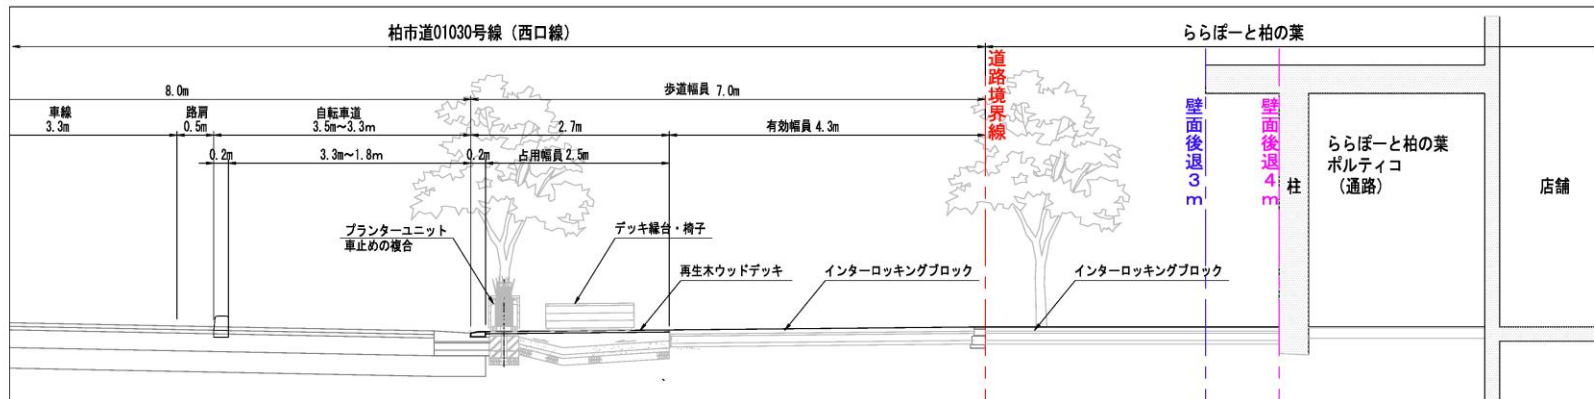 柏市道01030号線（西口線）
ららぽーと柏の葉
8.0m
歩道幅員 7.0m
車線
3.3m
路肩
0.5m
自転車道
3.5m～3.3m
2.7m
有効幅員 4.3m
0.2m
3.3m～1.8m
0.2m
占用幅員 2.5m
道路境界線
壁面後退3m
壁面後退4m
柱
ららぽーと柏の葉
ポルティコ
（通路）
店舗
プランターユニット
車止めの複合
デッキ縁台・椅子
再生木ウッドデッキ
インターロッキングブロック
インターロッキングブロック